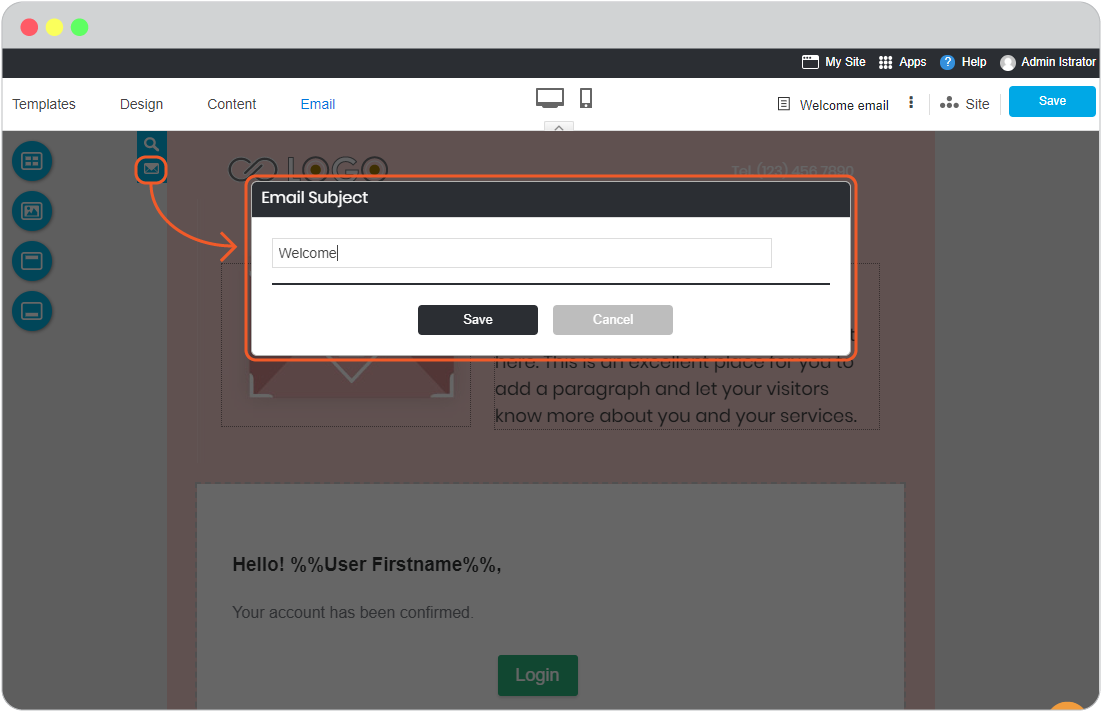 My Site Apps ? Help Admin Istrator
Templates Design Content Email Welcome email Site Save
LOGO Tel (123) 456 7890
Email Subject
Welcome
Save Cancel
here. This is an excellent place for you to
add a paragraph and let your visitors
know more about you and your services.
Hello! %%User Firstname%%,
Your account has been confirmed.
Login